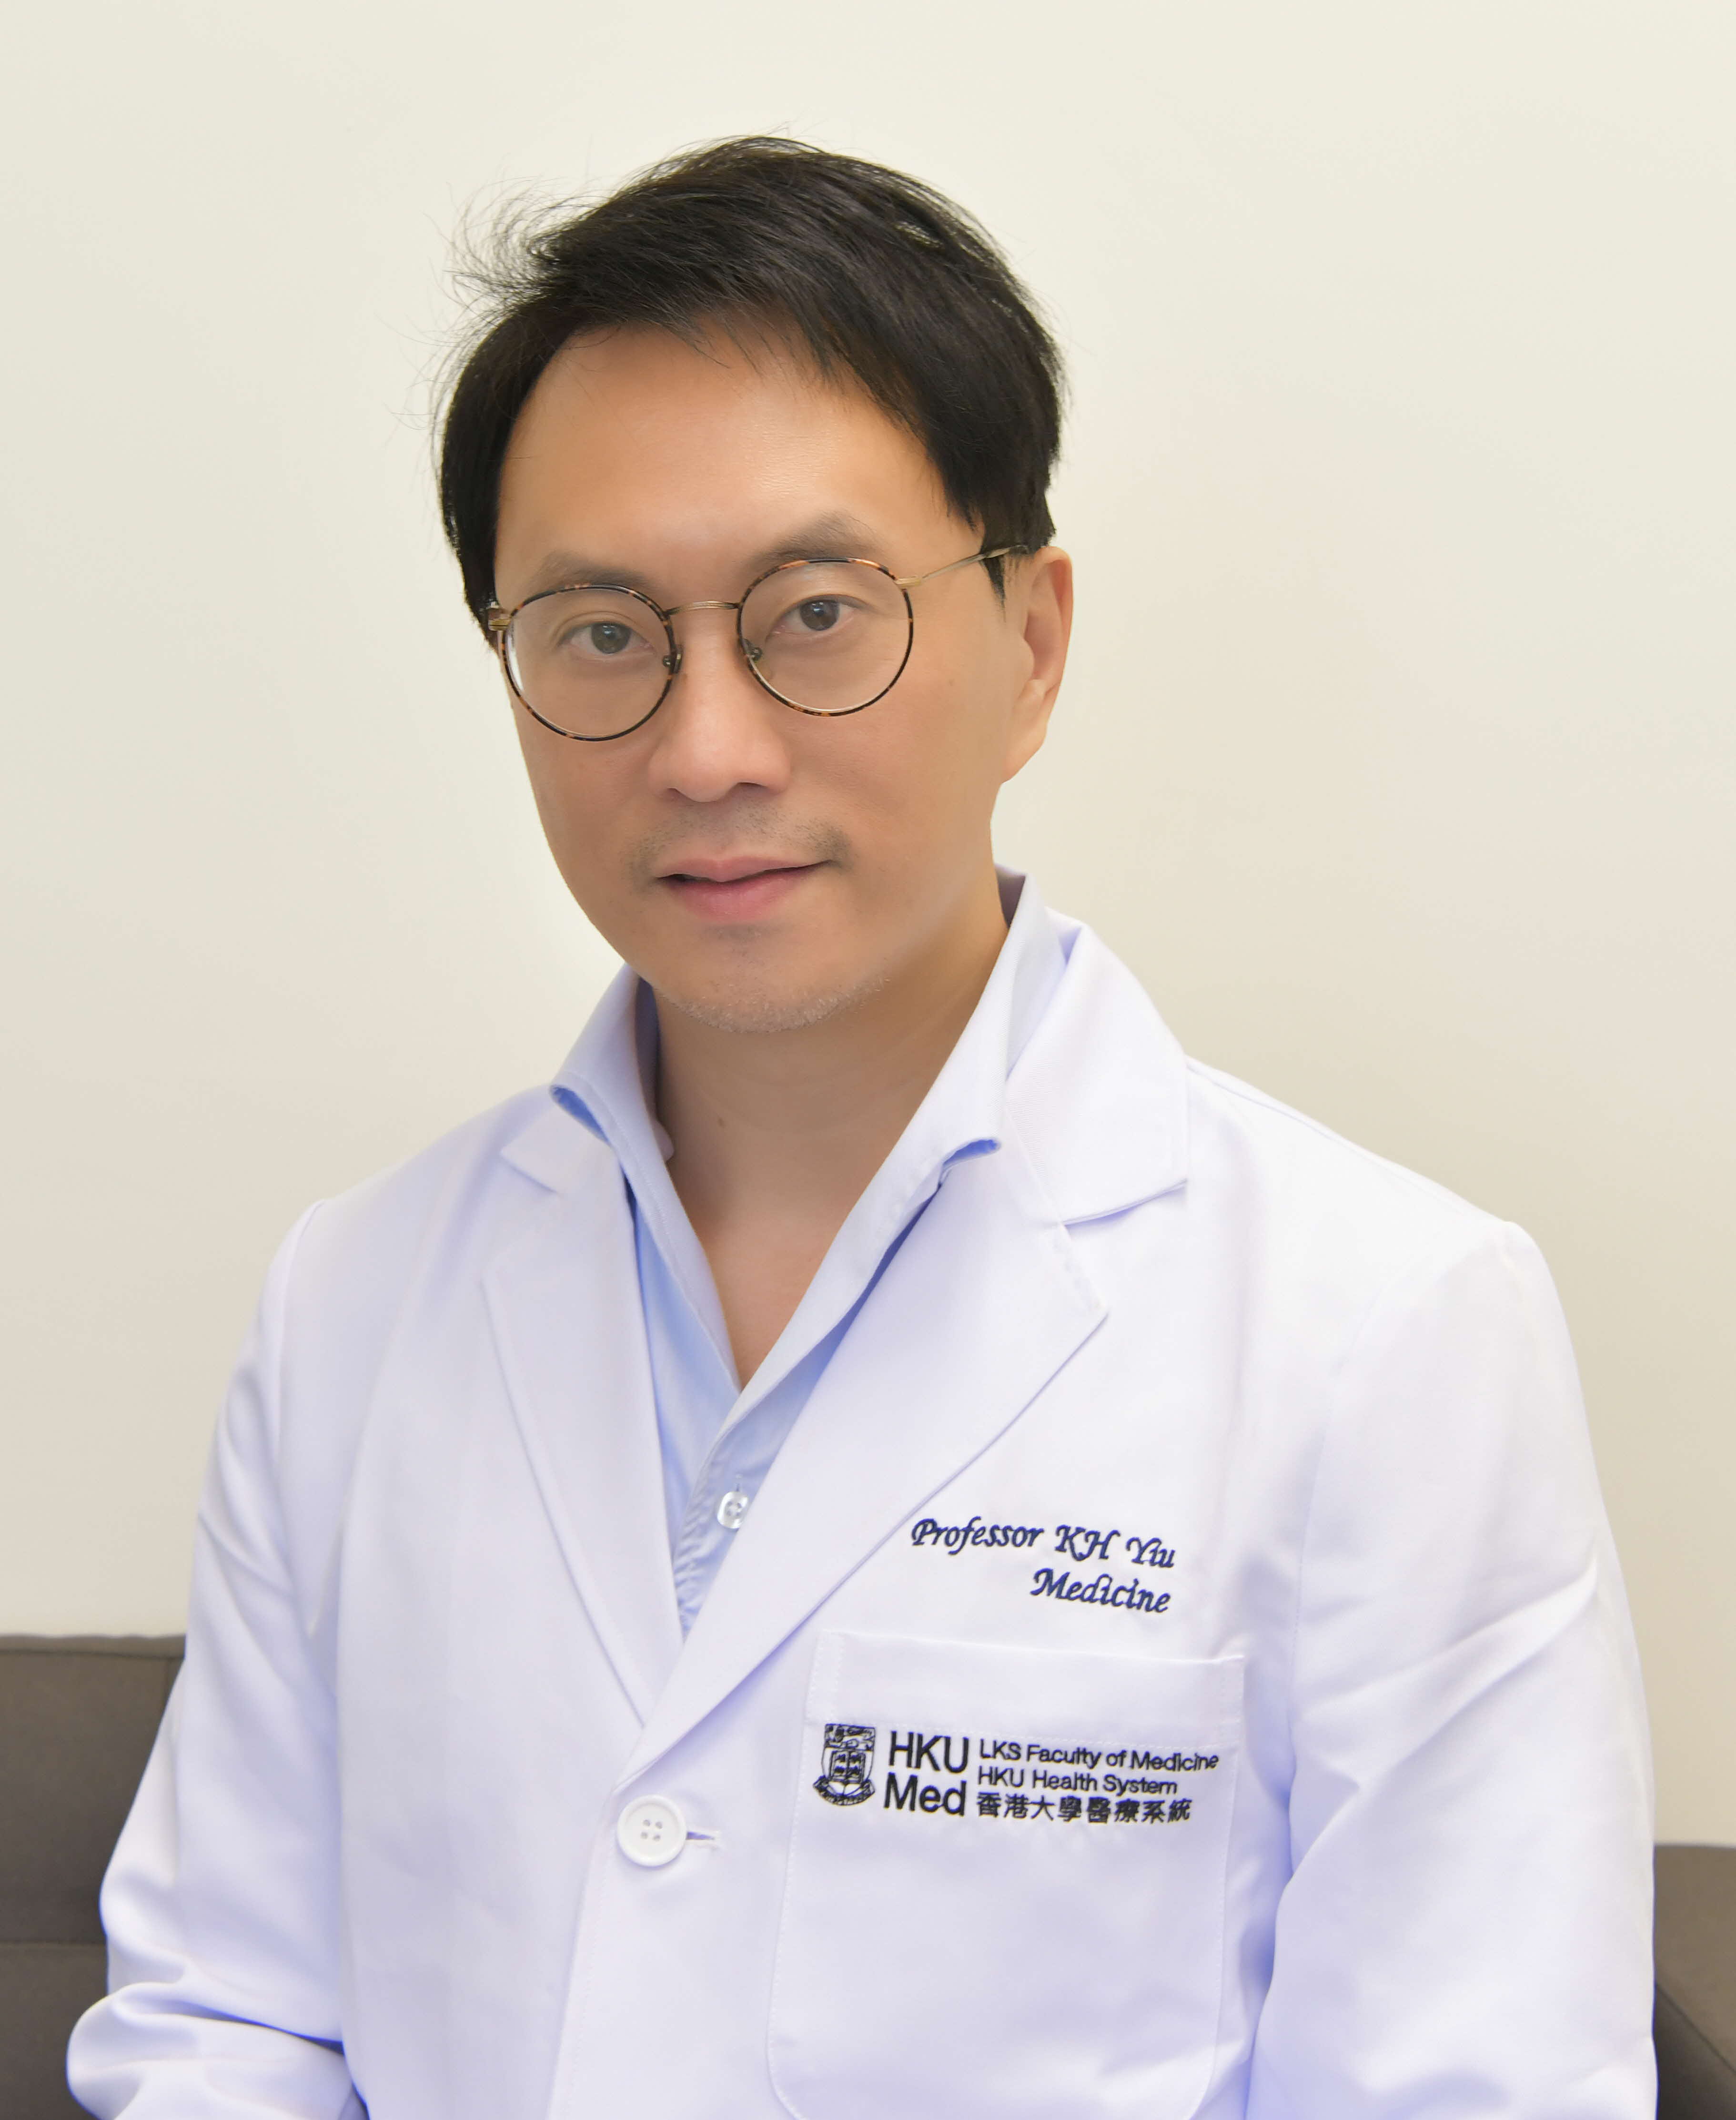 Professor KH Yiu
Medicine
HKU
Med
LKS Faculty of Medicine
HKU Health System
香港大學醫療系統